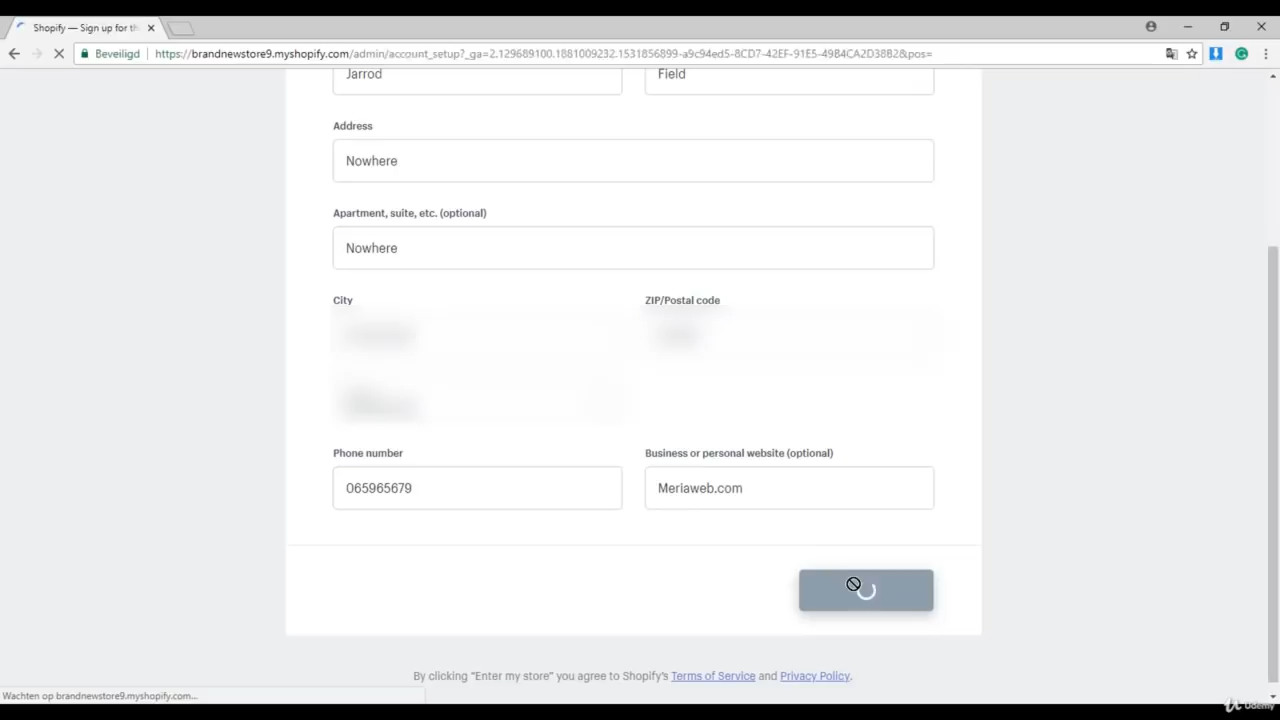 Shopify — Sign up for th
Beveiligd
https://brandnewstore9.myshopify.com/admin/account_setup?_ga=2.129689100.1881009232.1531856899-a9c94ed5-8CD7-42EF-91E5-49B4CA2D38B2&pos=
Jarrod
Field
Address
Nowhere
Apartment, suite, etc. (optional)
Nowhere
City
ZIP/Postal code
Phone number
Business or personal website (optional)
065965679
Meriaweb.com
By clicking "Enter my store" you agree to Shopify's Terms of Service and Privacy Policy.
Wachten op brandnewstore9.myshopify.com...
Udemy